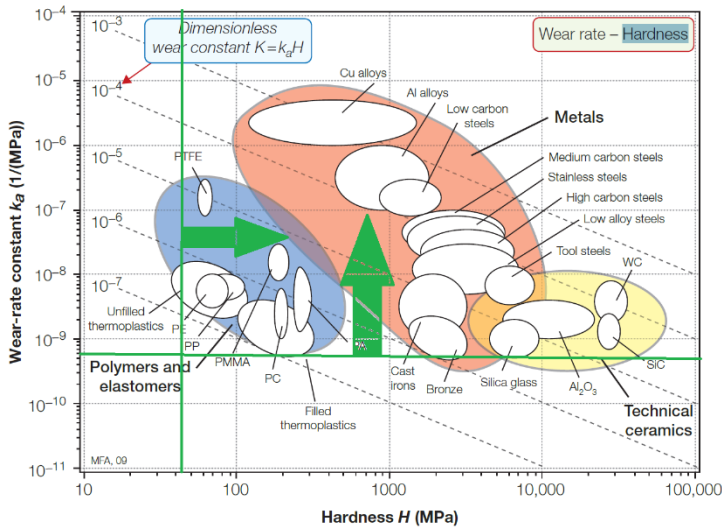 10⁻⁴
10⁻⁵
10⁻⁶
10⁻⁷
10⁻⁸
10⁻⁹
10⁻¹⁰
10⁻¹¹
Wear-rate constant kₐ (1/(MPa))
10⁻³
10⁻⁴
10⁻⁵
10⁻⁶
10⁻⁷
Dimensionless
wear constant K=kₐH
Wear rate – Hardness
Cu alloys
Al alloys
Low carbon
steels
Metals
Medium carbon steels
Stainless steels
High carbon steels
Low alloy steels
Tool steels
WC
PTFE
Unfilled
thermoplastics
PE
PP
PMMA
PC
Polymers and
elastomers
Filled
thermoplastics
Cast
irons
Bronze
Silica glass
Al₂O₃
SiC
Technical
ceramics
MFA, 09
10
100
1000
10,000
100,000
Hardness H (MPa)